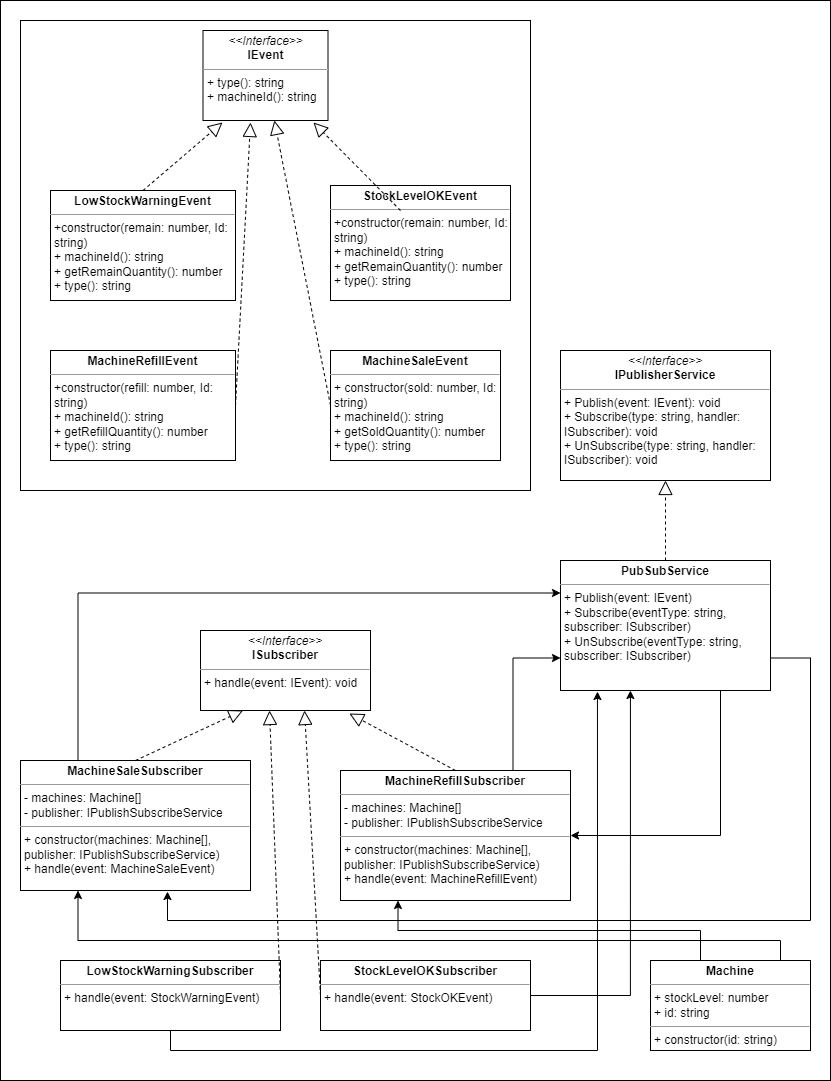 <<Interface>>
IEvent
+ type(): string
+ machineId(): string
LowStockWarningEvent
+constructor(remain: number, Id:
string)
+ machineId(): string
+ getRemainQuantity(): number
+ type(): string
StockLevelOKEvent
+constructor(remain: number, Id:
string)
+ machineId(): string
+ getRemainQuantity(): number
+ type(): string
MachineRefillEvent
+constructor(refill: number, Id:
string)
+ machineId(): string
+ getRefillQuantity(): number
+ type(): string
MachineSaleEvent
+ constructor(sold: number, Id:
string)
+ machineId(): string
+ getSoldQuantity(): number
+ type(): string
<<Interface>>
IPublisherService
+ Publish(event: IEvent): void
+ Subscribe(type: string, handler:
ISubscriber): void
+ UnSubscribe(type: string, handler:
ISubscriber): void
PubSubService
+ Publish(event: IEvent)
+ Subscribe(eventType: string,
subscriber: ISubscriber)
+ UnSubscribe(eventType: string,
subscriber: ISubscriber)
<<Interface>>
ISubscriber
+ handle(event: IEvent): void
MachineSaleSubscriber
- machines: Machine[]
- publisher: IPublishSubscribeService
+ constructor(machines: Machine[],
publisher: IPublishSubscribeService)
+ handle(event: MachineSaleEvent)
MachineRefillSubscriber
- machines: Machine[]
- publisher: IPublishSubscribeService
+ constructor(machines: Machine[],
publisher: IPublishSubscribeService)
+ handle(event: MachineRefillEvent)
LowStockWarningSubscriber
+ handle(event: StockWarningEvent)
StockLevelOKSubscriber
+ handle(event: StockOKEvent)
Machine
+ stockLevel: number
+ id: string
+ constructor(id: string)